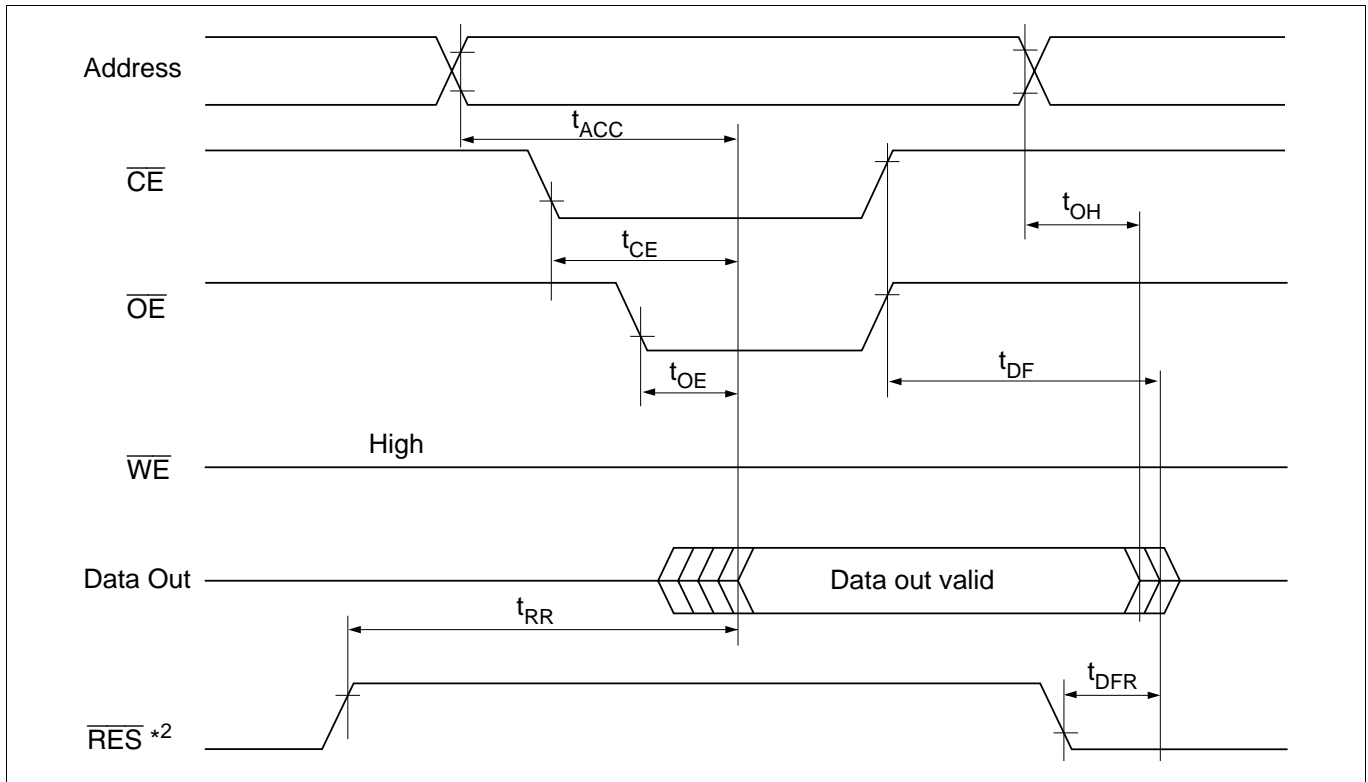 Address
tACC
CE
tOH
tCE
OE
tDF
tOE
High
WE
Data Out
Data out valid
tRR
tDFR
RES *2